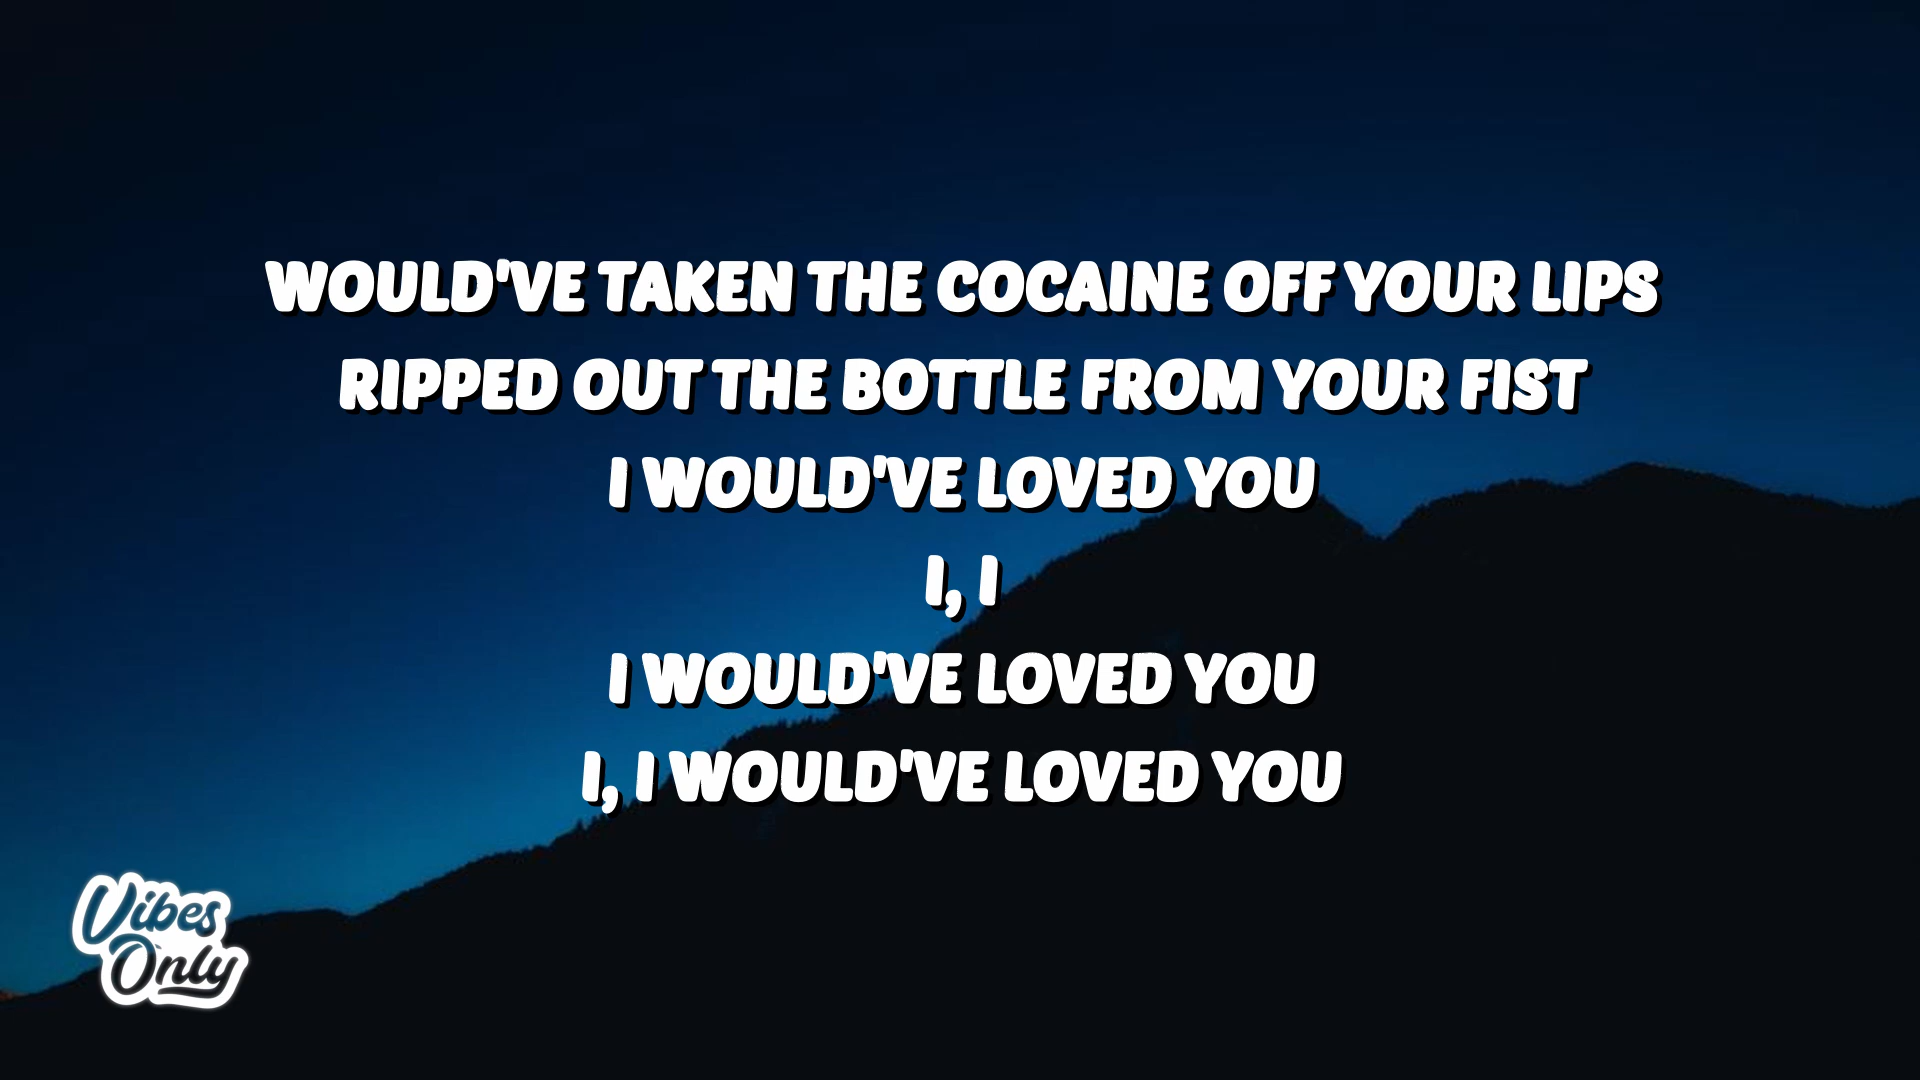 WOULD'VE TAKEN THE COCAINE OFF YOUR LIPS
RIPPED OUT THE BOTTLE FROM YOUR FIST
I WOULD'VE LOVED YOU
I, I
I WOULD'VE LOVED YOU
I, I WOULD'VE LOVED YOU
Vibes
Only